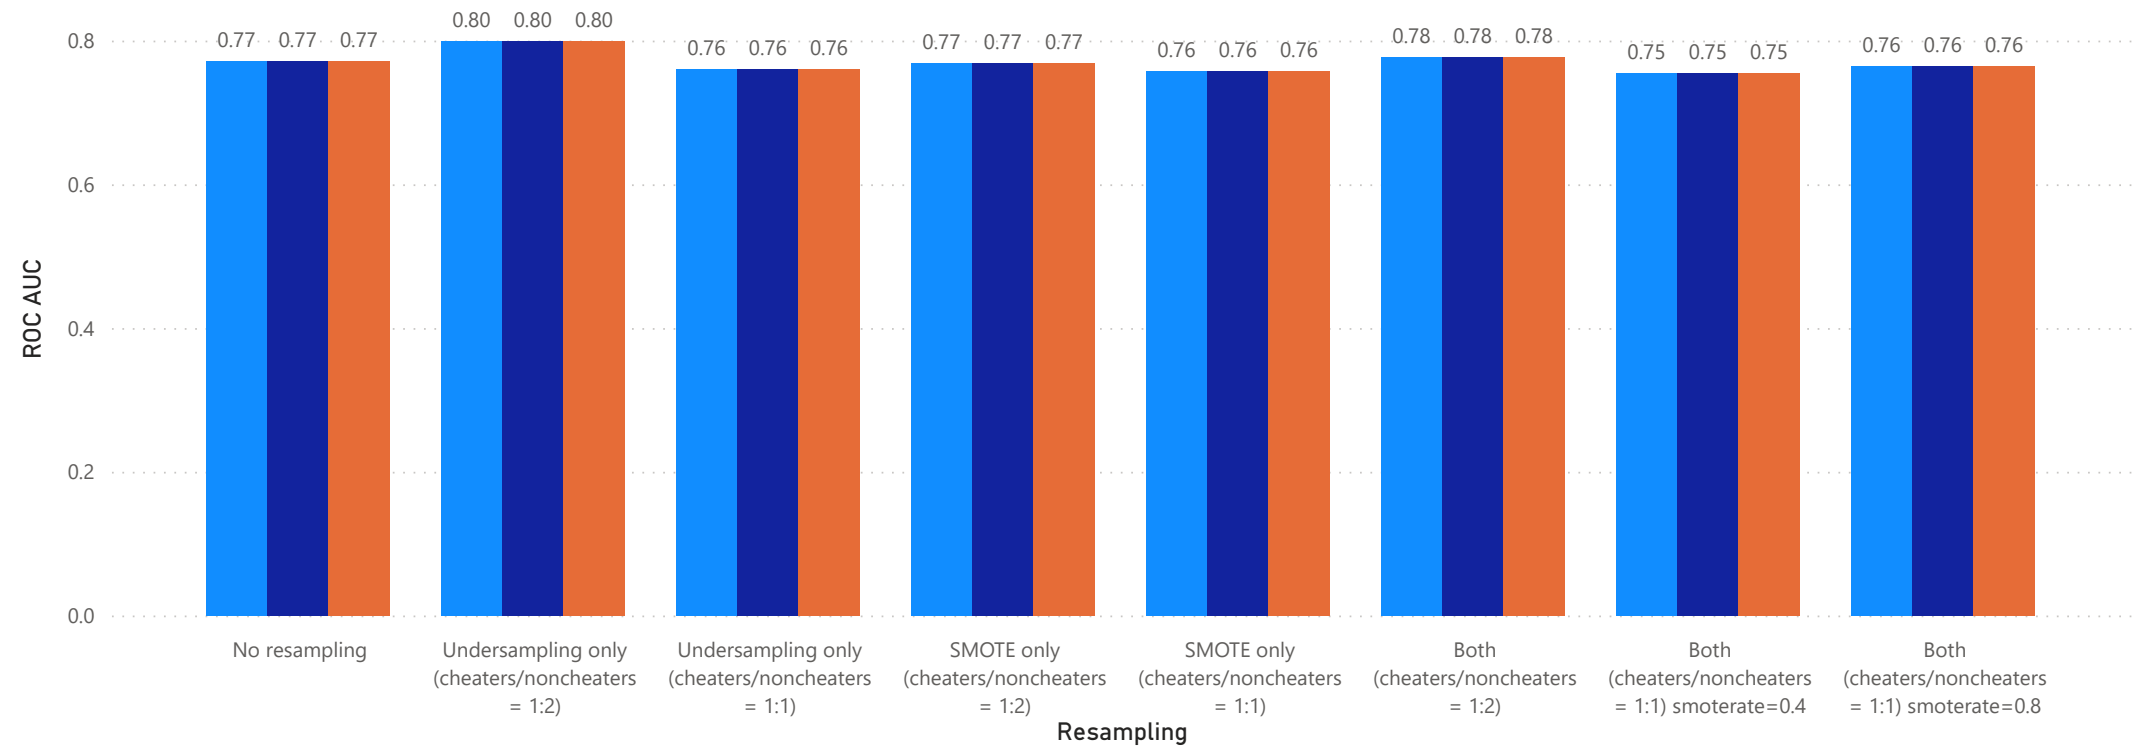 0.77 0.77 0.77
0.80 0.80 0.80
0.76 0.76 0.76
0.77 0.77 0.77
0.76 0.76 0.76
0.78 0.78 0.78
0.75 0.75 0.75
0.76 0.76 0.76
0.8
0.6
0.4
0.2
0.0
ROC AUC
No resampling
Undersampling only
(cheaters/noncheaters
= 1:2)
Undersampling only
(cheaters/noncheaters
= 1:1)
SMOTE only
(cheaters/noncheaters
= 1:2)
SMOTE only
(cheaters/noncheaters
= 1:1)
Both
(cheaters/noncheaters
= 1:2)
Both
(cheaters/noncheaters
= 1:1) smoterate=0.4
Both
(cheaters/noncheaters
= 1:1) smoterate=0.8
Resampling